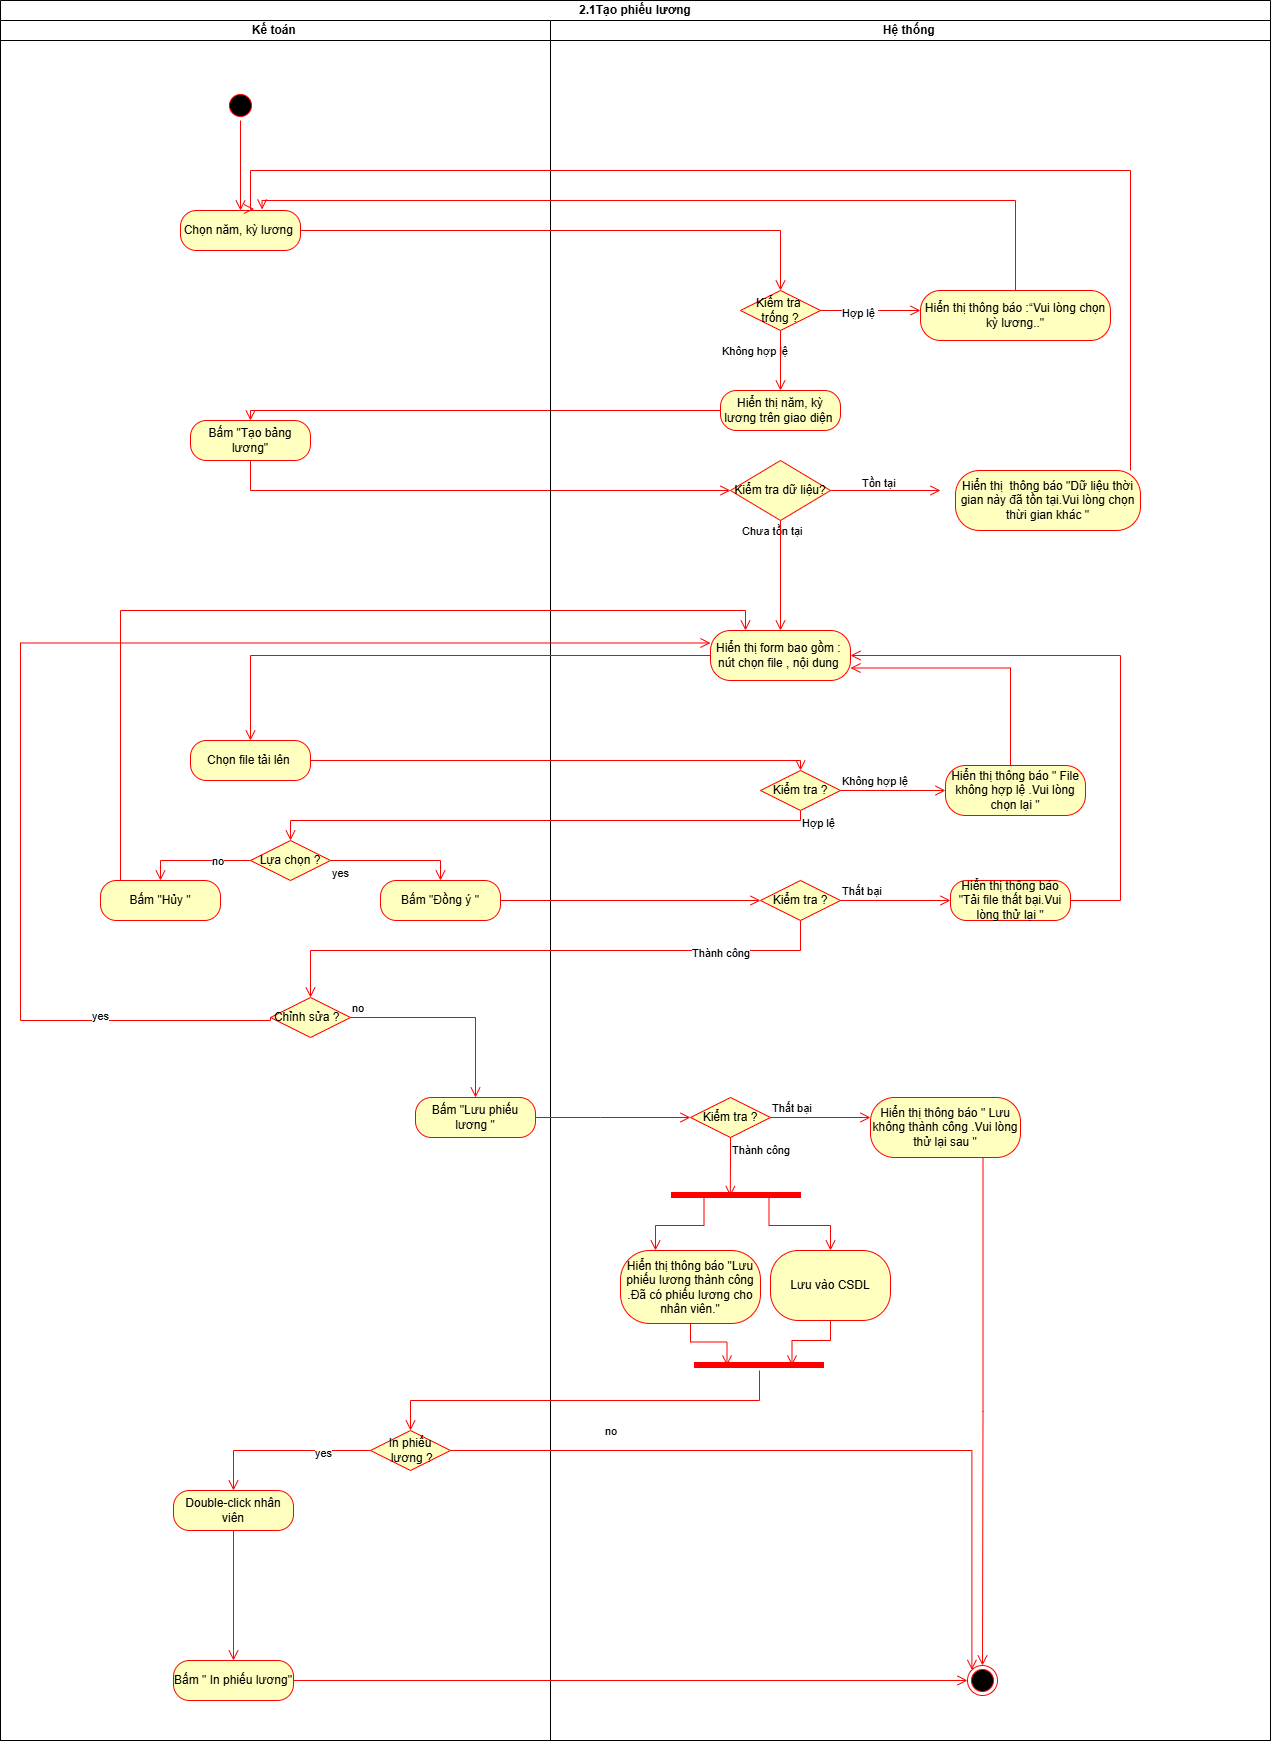 2.1Tạo phiếu lương
Kế toán
Hệ thống
Chọn năm, kỳ lương
Kiểm tra
trống ?
Hợp lệ
Hiển thị thông báo :“Vui lòng chọn
kỳ lương.."
Không hợp lệ
Hiển thị năm, kỳ
lương trên giao diện
Bấm "Tạo bảng
lương"
Kiểm tra dữ liệu?
Tồn tại
Hiển thị  thông báo "Dữ liệu thời
gian này đã tồn tại.Vui lòng chọn
thời gian khác "
Chưa tồn tại
Hiển thị form bao gồm :
nút chọn file , nội dung
Chọn file tải lên
Kiểm tra ?
Không hợp lệ
Hiển thị thông báo " File
không hợp lệ .Vui lòng
chọn lại "
Hợp lệ
Lựa chọn ?
no
yes
Bấm "Hủy "
Bấm "Đồng ý "
Kiểm tra ?
Thất bại
Hiển thị thông báo
"Tải file thất bại.Vui
lòng thử lại "
Thành công
Chỉnh sửa ?
yes
no
Bấm "Lưu phiếu
lương "
Kiểm tra ?
Thất bại
Hiển thị thông báo " Lưu
không thành công .Vui lòng
thử lại sau "
Thành công
Hiển thị thông báo "Lưu
phiếu lương thành công
.Đã có phiếu lương cho
nhân viên."
Lưu vào CSDL
In phiếu
lương ?
yes
no
Double-click nhân
viên
Bấm " In phiếu lương"